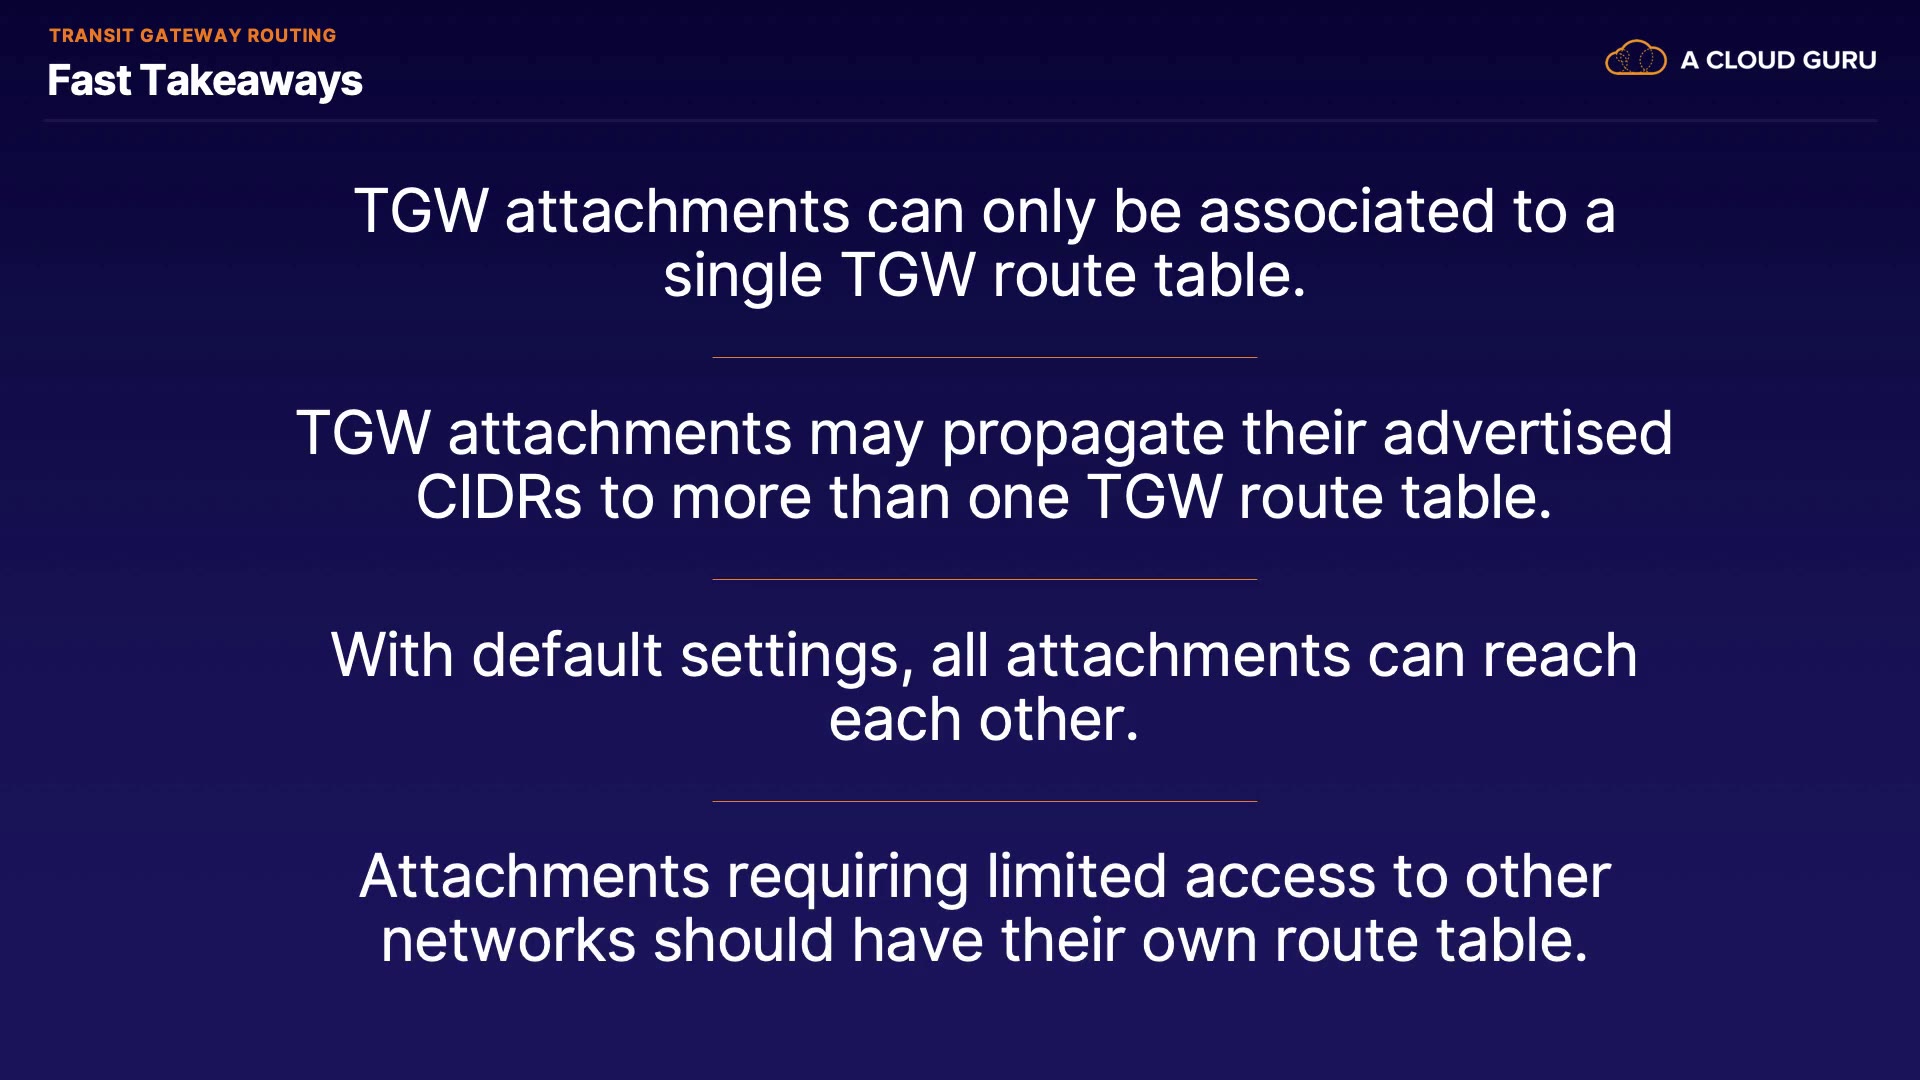 TRANSIT GATEWAY ROUTING
Fast Takeaways
A CLOUD GURU
TGW attachments can only be associated to a
single TGW route table.
TGW attachments may propagate their advertised
CIDRs to more than one TGW route table.
With default settings, all attachments can reach
each other.
Attachments requiring limited access to other
networks should have their own route table.